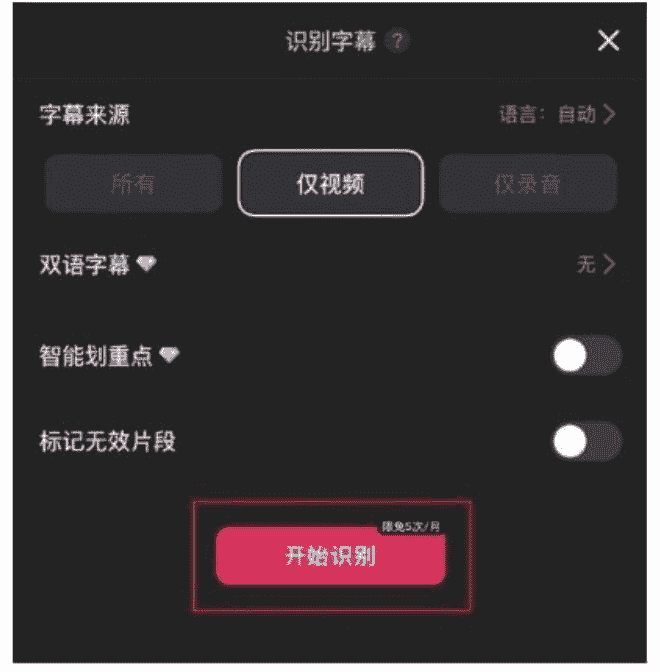 识别字幕 ?
字幕来源 语言：自动 >
所有 仅视频 仅录音
双语字幕 无 >
智能划重点
标记无效片段
限免5次/月
开始识别